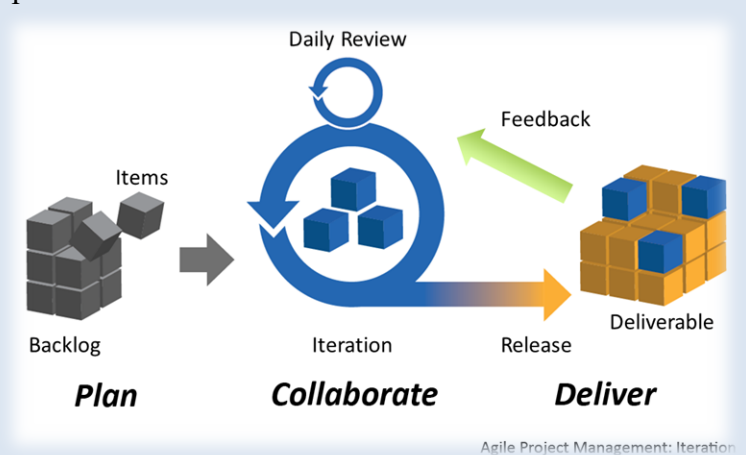 Daily Review
Feedback
Items
Backlog
Iteration
Release
Deliverable
Plan
Collaborate
Deliver
Agile Project Management: Iteration